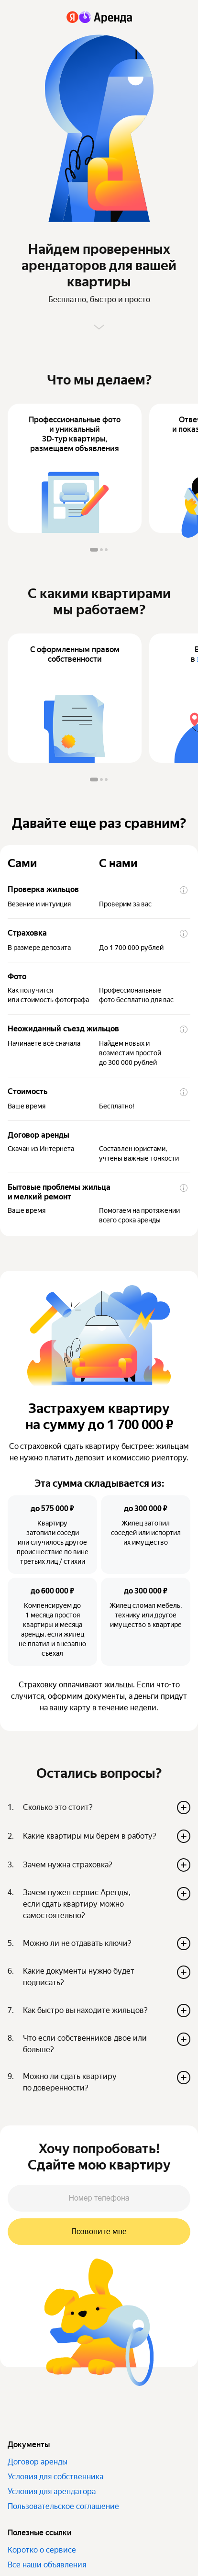 Я Аренда
Найдем проверенных
арендаторов для вашей
квартиры
Бесплатно, быстро и просто
Что мы делаем?
Профессиональные фото
и уникальный
3D-тур квартиры,
размещаем объявления
и пока
С какими квартирами
мы работаем?
С оформленным правом
собственности
Давайте еще раз сравним?
Сами
С нами
Проверка жильцов
Везение и интуиция
Проверим за вас
Страховка
В размере депозита
До 1 700 000 рублей
Фото
Как получится
или стоимость фотографа
Профессиональные
фото бесплатно для вас
Неожиданный съезд жильцов
Начинаете всё сначала
Найдем новых и
возместим простой
до 300 000 рублей
Стоимость
Ваше время
Бесплатно!
Договор аренды
Скачан из Интернета
Составлен юристами,
учтены важные тонкости
Бытовые проблемы жильца
и мелкий ремонт
Ваше время
Помогаем на протяжении
всего срока аренды
Застрахуем квартиру
на сумму до 1 700 000 ₽
Со страховкой сдать квартиру быстрее: жильцам
не нужно платить депозит и комиссию риелтору.
Эта сумма складывается из:
до 575 000 ₽
Квартиру
затопили соеди
или случилось другое
происшествие по вине
третьих лиц / стихии
до 300 000 ₽
Жилец затопил
соседей или испортил
их имущество
до 600 000 ₽
Компенсируем до
1 месяца простоя
квартиры и месяца
аренды, если жилец
не платил и внезапно
съехал
до 300 000 ₽
Жилец сломал мебель,
технику или другое
имущество в квартире
Страховку оплачивают жильцы. Если что-то
случится, оформим документы, а деньги придут
на вашу карту в течение недели.
Остались вопросы?
1. Сколько это стоит?
2. Какие квартиры мы берем в работу?
3. Зачем нужна страховка?
4. Зачем нужен сервис Аренды,
если сдать квартиру можно
самостоятельно?
5. Можно ли не отдавать ключи?
6. Какие документы нужно будет
подписать?
7. Как быстро вы находите жильцов?
8. Что если собственников двое или
больше?
9. Можно ли сдать квартиру
по доверенности?
Хочу попробовать!
Сдайте мою квартиру
Номер телефона
Позвоните мне
Документы
Договор аренды
Условия для собственника
Условия для арендатора
Пользовательское соглашение
Полезные ссылки
Коротко о сервисе
Все наши объявления